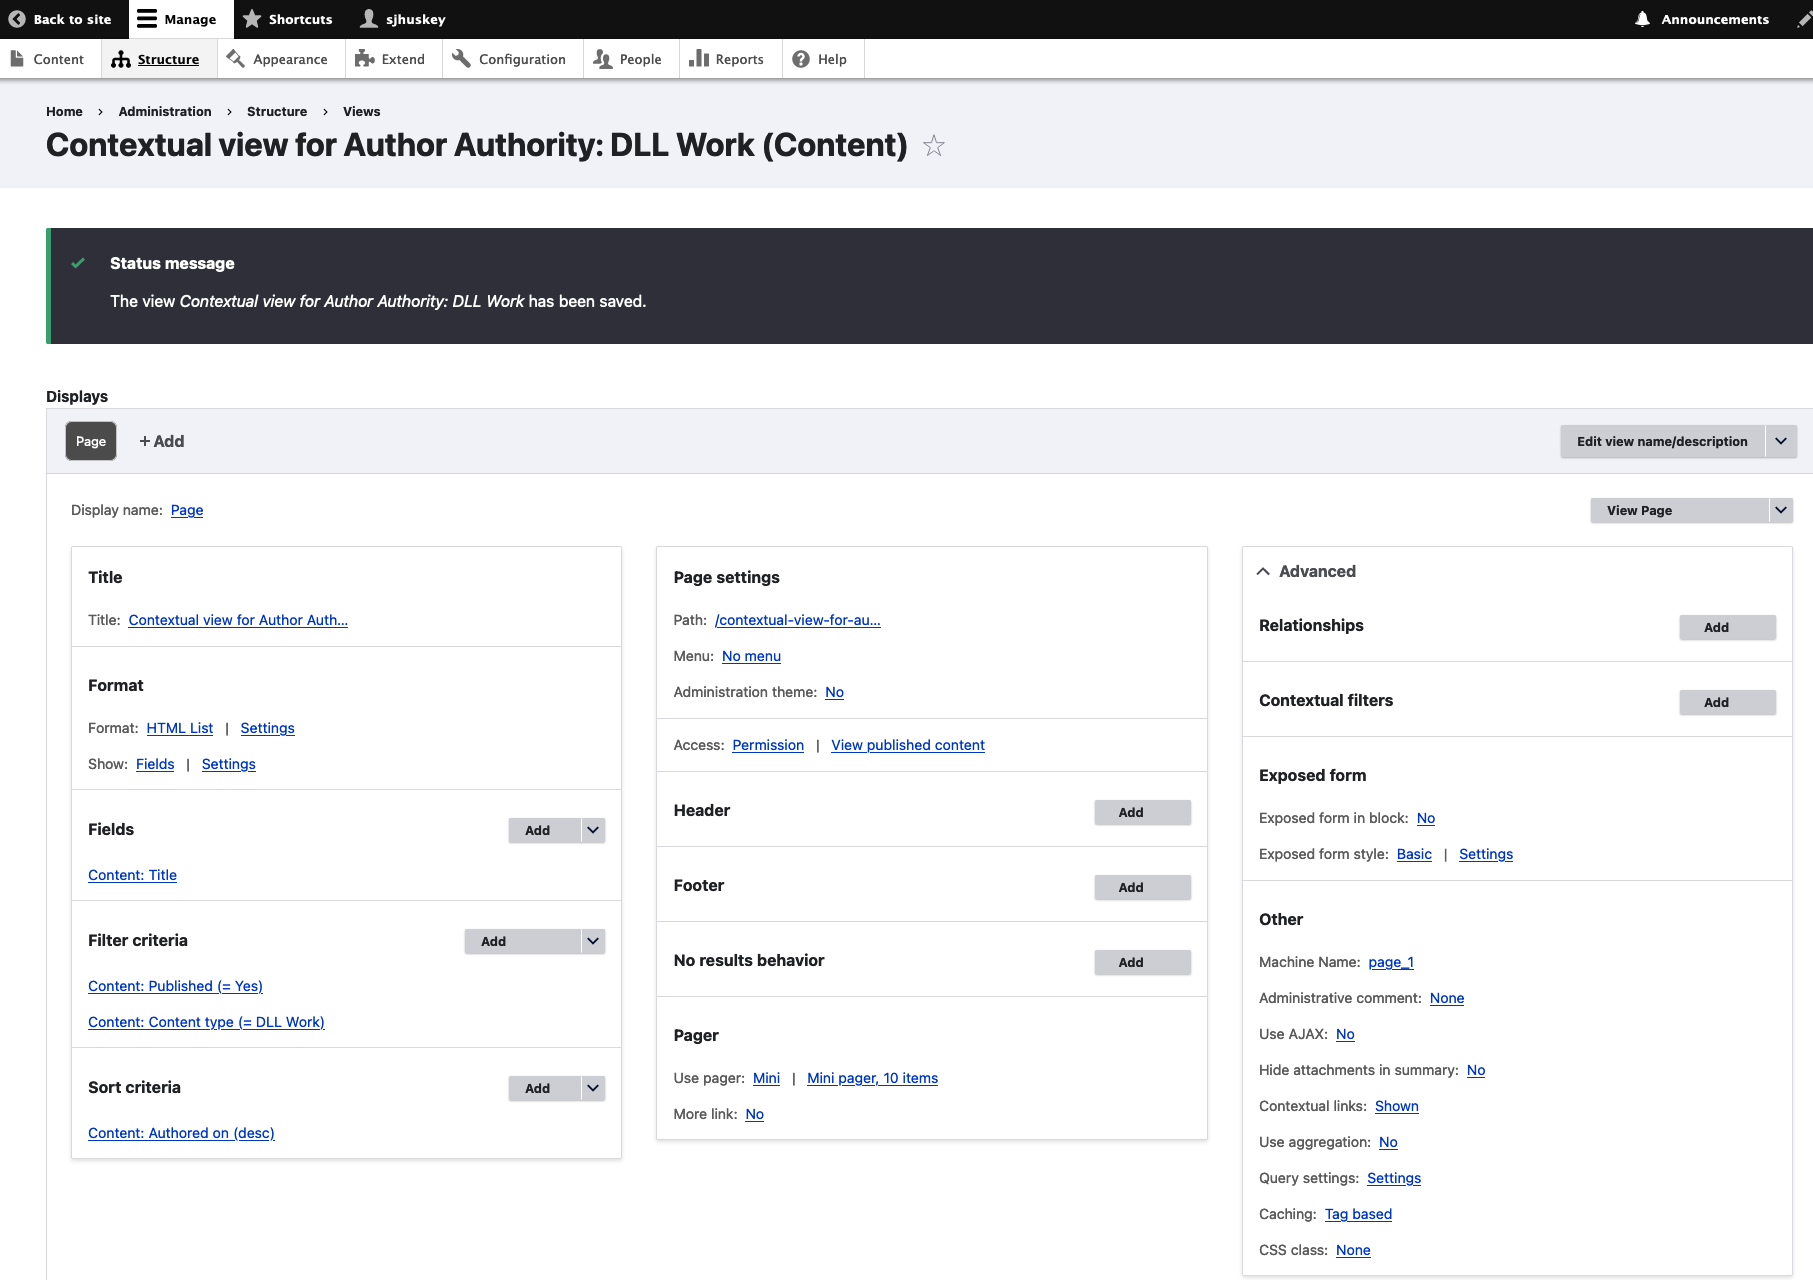 Back to site
Manage
Shortcuts
sjhuskey
Announcements
Content
Structure
Appearance
Extend
Configuration
People
Reports
Help
Home › Administration › Structure › Views
Contextual view for Author Authority: DLL Work (Content)
Status message
The view Contextual view for Author Authority: DLL Work has been saved.
Displays
Page
+ Add
Edit view name/description
Display name: Page
View Page
Title
Title: Contextual view for Author Auth...
Format
Format: HTML List | Settings
Show: Fields | Settings
Fields
Add
Content: Title
Filter criteria
Add
Content: Published (= Yes)
Content: Content type (= DLL Work)
Sort criteria
Add
Content: Authored on (desc)
Page settings
Path: /contextual-view-for-au...
Menu: No menu
Administration theme: No
Access: Permission | View published content
Header
Add
Footer
Add
No results behavior
Add
Pager
Use pager: Mini | Mini pager, 10 items
More link: No
Advanced
Relationships
Add
Contextual filters
Add
Exposed form
Exposed form in block: No
Exposed form style: Basic | Settings
Other
Machine Name: page_1
Administrative comment: None
Use AJAX: No
Hide attachments in summary: No
Contextual links: Shown
Use aggregation: No
Query settings: Settings
Caching: Tag based
CSS class: None